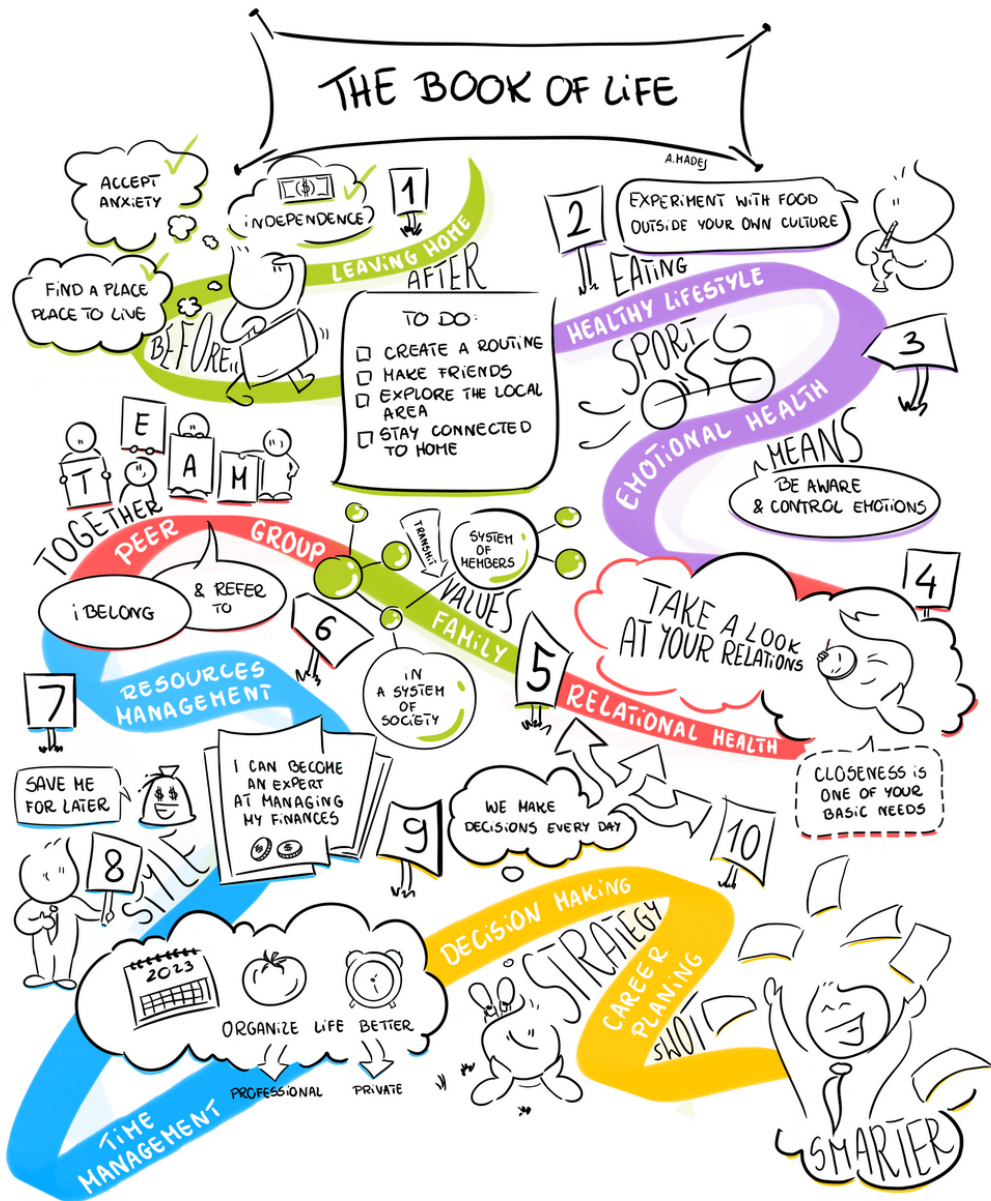 THE BOOK OF LiFE
A.MADEJ
ACCEPT
ANXiETY
($)
iNDEPENDENCE
FiND A PLACE
PLACE TO LiVE
1
LEAViNG HOME
BEFORE...
AFTER
TO DO:
CREATE A ROUTiNE
MAKE FRiENDS
EXPLORE THE LOCAL
AREA
STAY CONNECTED
TO HOME
2
EXPERiMENT WiTH FOOD
OUTSiDE YOUR OWN CULTURE
EATiNG
HEALTHY LiFESTYLE
SPORT
3
EMOTiONAL HEALTH
MEANS
BE AWARE
& CONTROL EMOTiONS
4
TAKE A LOOK
AT YOUR RELATiONS
CLOSENESS iS
ONE OF YOUR
BASiC NEEDS
RELATiONAL HEALTH
5
FAMiLY
TRANSMiT
VALUES
SYSTEM
OF
MEMBERS
iN
A SYSTEM
OF
SOCiETY
6
PEER GROUP
TOGETHER
T
E
A
M
i BELONG
& REFER
TO
7
RESOURCES
MANAGEMENT
SAVE ME
FOR LATER
$ $
I CAN BECOME
AN EXPERT
AT MANAGiNG
MY FiNANCES
$ $
8
STYLE
2023
ORGANiZE LiFE BETTER
PROFESSiONAL
PRiVATE
TiME
MANAGEMENT
9
WE MAKE
DECiSiONS EVERY DAY
DECiSiON MAKiNG
STRATEGY
10
CAREER
PLANiNG
SWOT
SMARTER